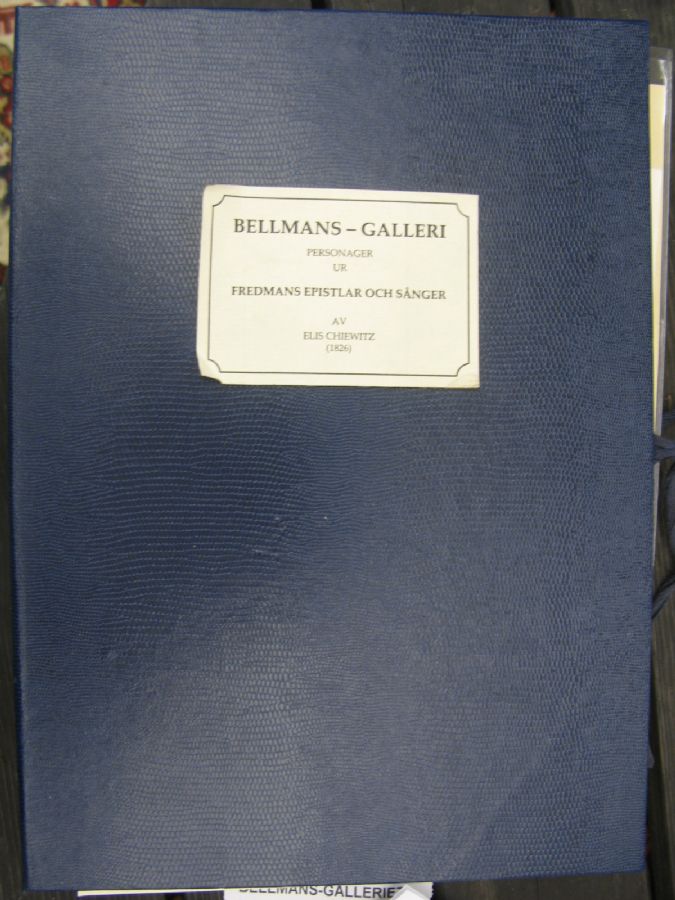 BELLMANS – GALLERI
PERSONAGER
UR
FREDMANS EPISTLAR OCH SÅNGER
AV
ELIS CHIEWITZ
(1826)
BELLMANS-GALLERIET